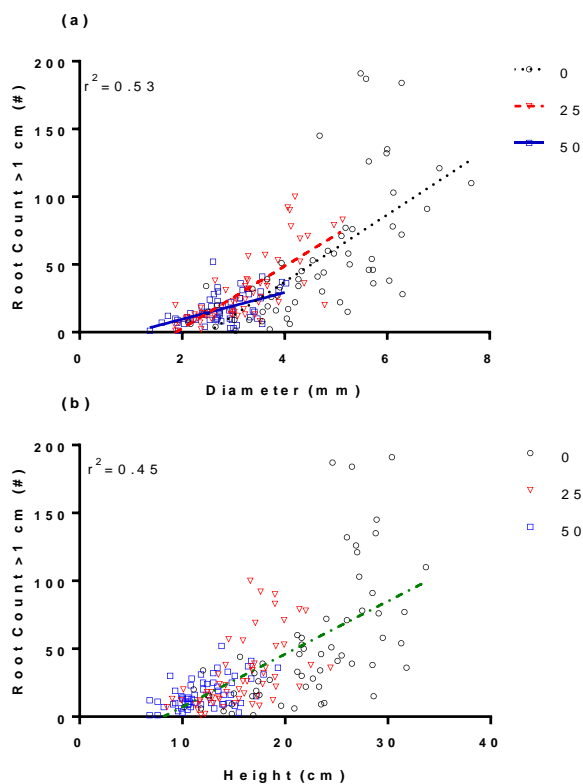 (a)
Root Count >1 cm (#)
200
150
100
50
0
r² = 0.53
0
25
50
0 2 4 6 8
Diameter (mm)
(b)
Root Count >1 cm (#)
200
150
100
50
0
r² = 0.45
0
25
50
0 10 20 30 40
Height (cm)